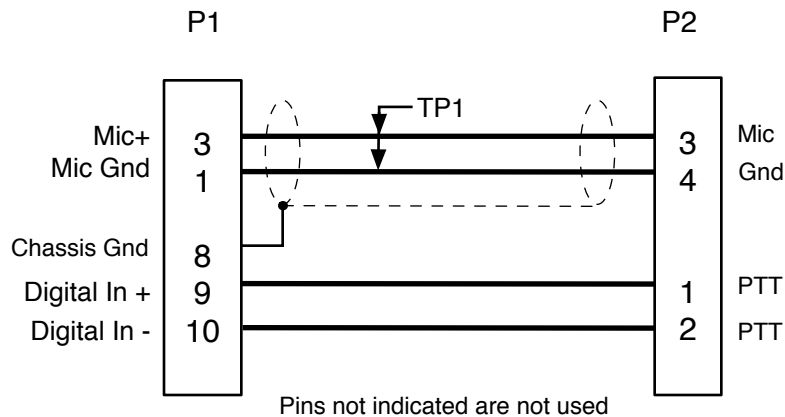 P1 P2
TP1
Mic+ 3 3 Mic
Mic Gnd 1 4 Gnd
Chassis Gnd 8
Digital In + 9 1 PTT
Digital In - 10 2 PTT
Pins not indicated are not used